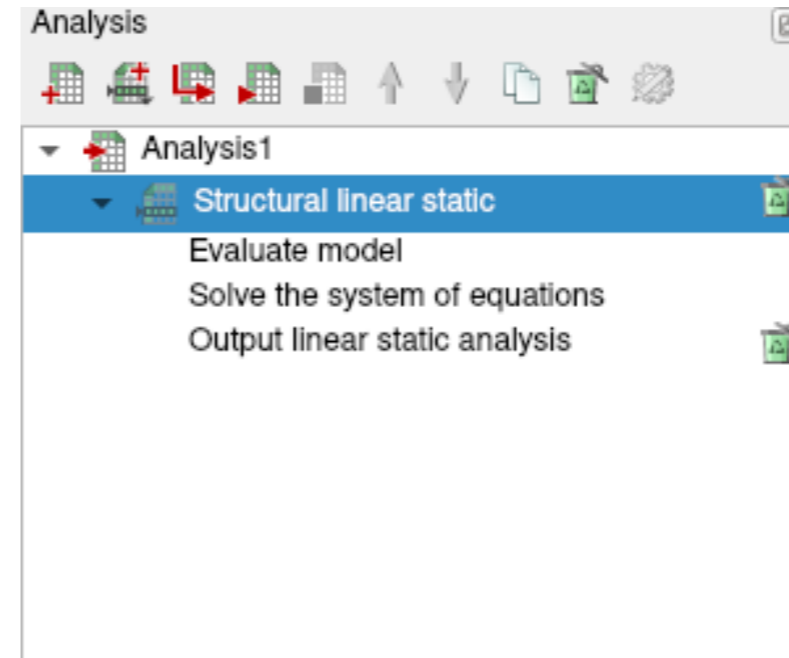 Analysis
Analysis1
Structural linear static
Evaluate model
Solve the system of equations
Output linear static analysis